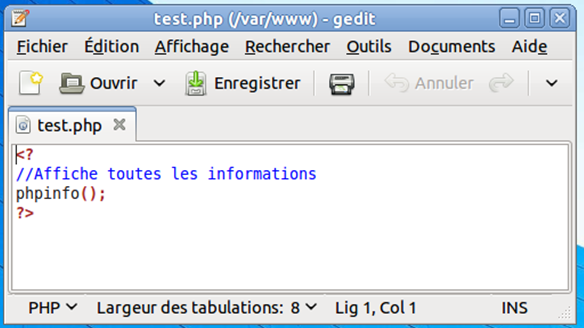 test.php (/var/www) - gedit
Fichier Édition Affichage Rechercher Outils Documents Aide
Ouvrir Enregistrer Annuler
test.php
<?
//Affiche toutes les informations
phpinfo();
?>
PHP Largeur des tabulations: 8 Lig 1, Col 1 INS